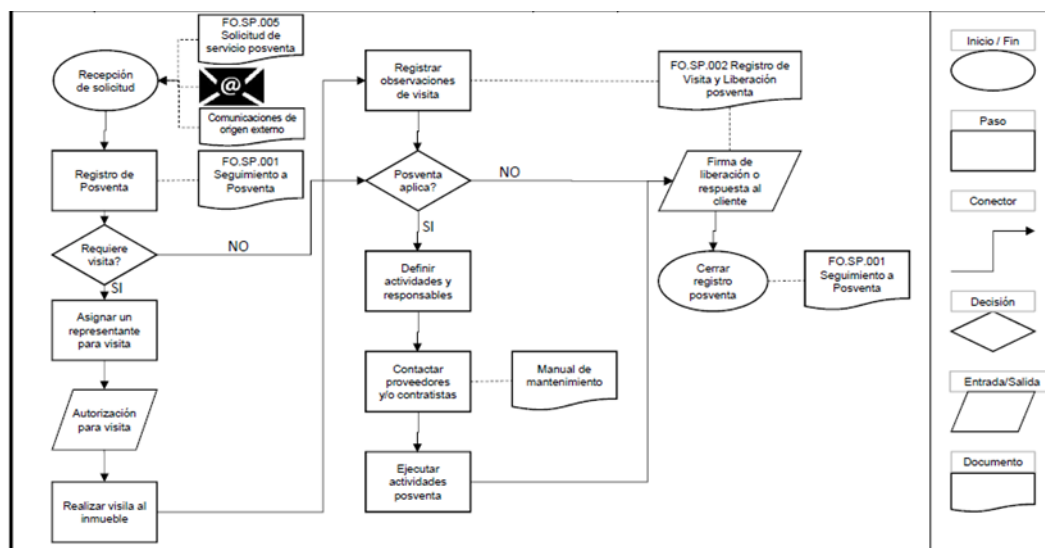 FO.SP.005
Solicitud de
servicio posventa
Recepción
de solicitud
@
Comunicaciones de
origen externo
Registro de
Posventa
FO.SP.001
Seguimiento a
Posventa
Requiere
visita?
NO
SI
Asignar un
representante
para visita
Autorización
para visita
Realizar visila al
inmueble
Registrar
observaciones
de visita
Posventa
aplica?
NO
SI
Definir
actividades y
responsables
Contactar
proveedores
y/o contratistas
Manual de
mantenimiento
Ejecutar
actividades
posventa
FO.SP.002 Registro de
Visita y Liberación
posventa
Firma de
liberación o
respuesta al
cliente
Cerrar
registro
posventa
FO.SP.001
Seguimiento a
Posventa
Inicio / Fin
Paso
Conector
Decisión
Entrada/Salida
Documento